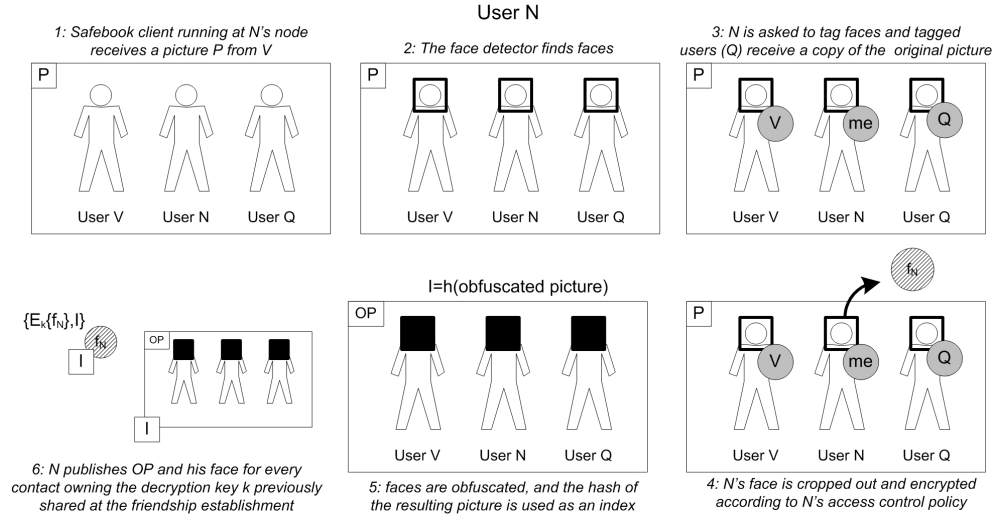 User N
1: Safebook client running at N's node
receives a picture P from V
P
User V
User N
User Q
2: The face detector finds faces
P
User V
User N
User Q
3: N is asked to tag faces and tagged
users (Q) receive a copy of the original picture
P
V
me
Q
User V
User N
User Q
fN
P
V
me
Q
User V
User N
User Q
4: N's face is cropped out and encrypted
according to N's access control policy
I=h(obfuscated picture)
OP
User V
User N
User Q
5: faces are obfuscated, and the hash of
the resulting picture is used as an index
{Ek{fN},I}
fN
I
OP
I
6: N publishes OP and his face for every
contact owning the decryption key k previously
shared at the friendship establishment